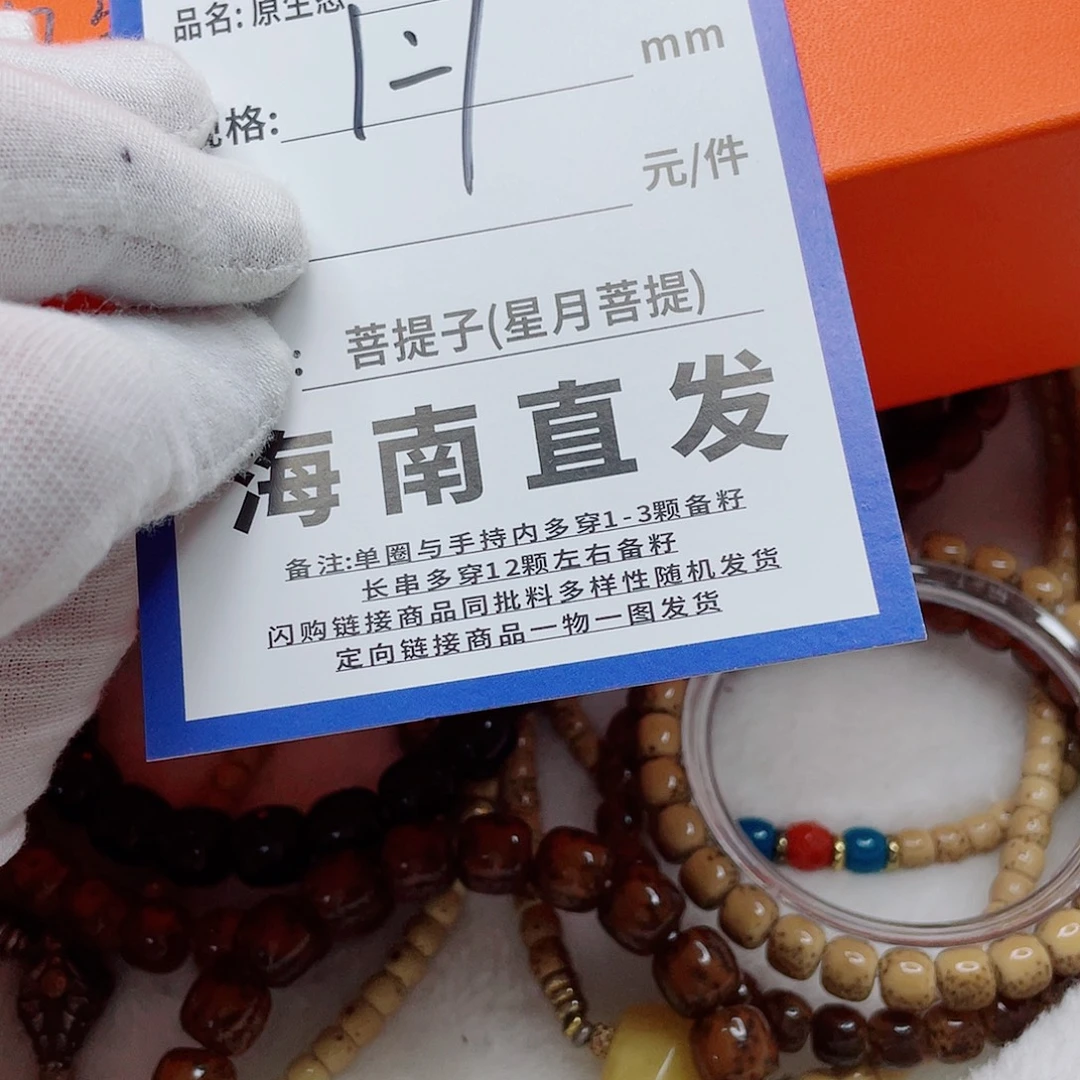 品名: 原生态
规格: mm
元/件
: 菩提子(星月菩提)
海南直发
备注:单圈与手持内多穿1-3颗备籽
长串多穿12颗左右备籽
闪购链接商品同批料多样性随机发货
定向链接商品一物一图发货